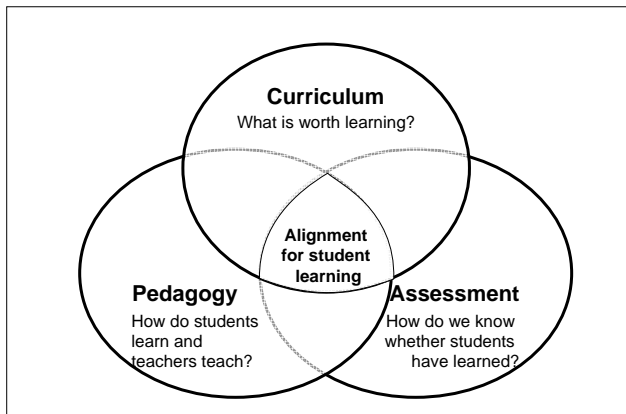 Curriculum
What is worth learning?
Alignment
for student
learning
Pedagogy
How do students
learn and
teachers teach?
Assessment
How do we know
whether students
have learned?